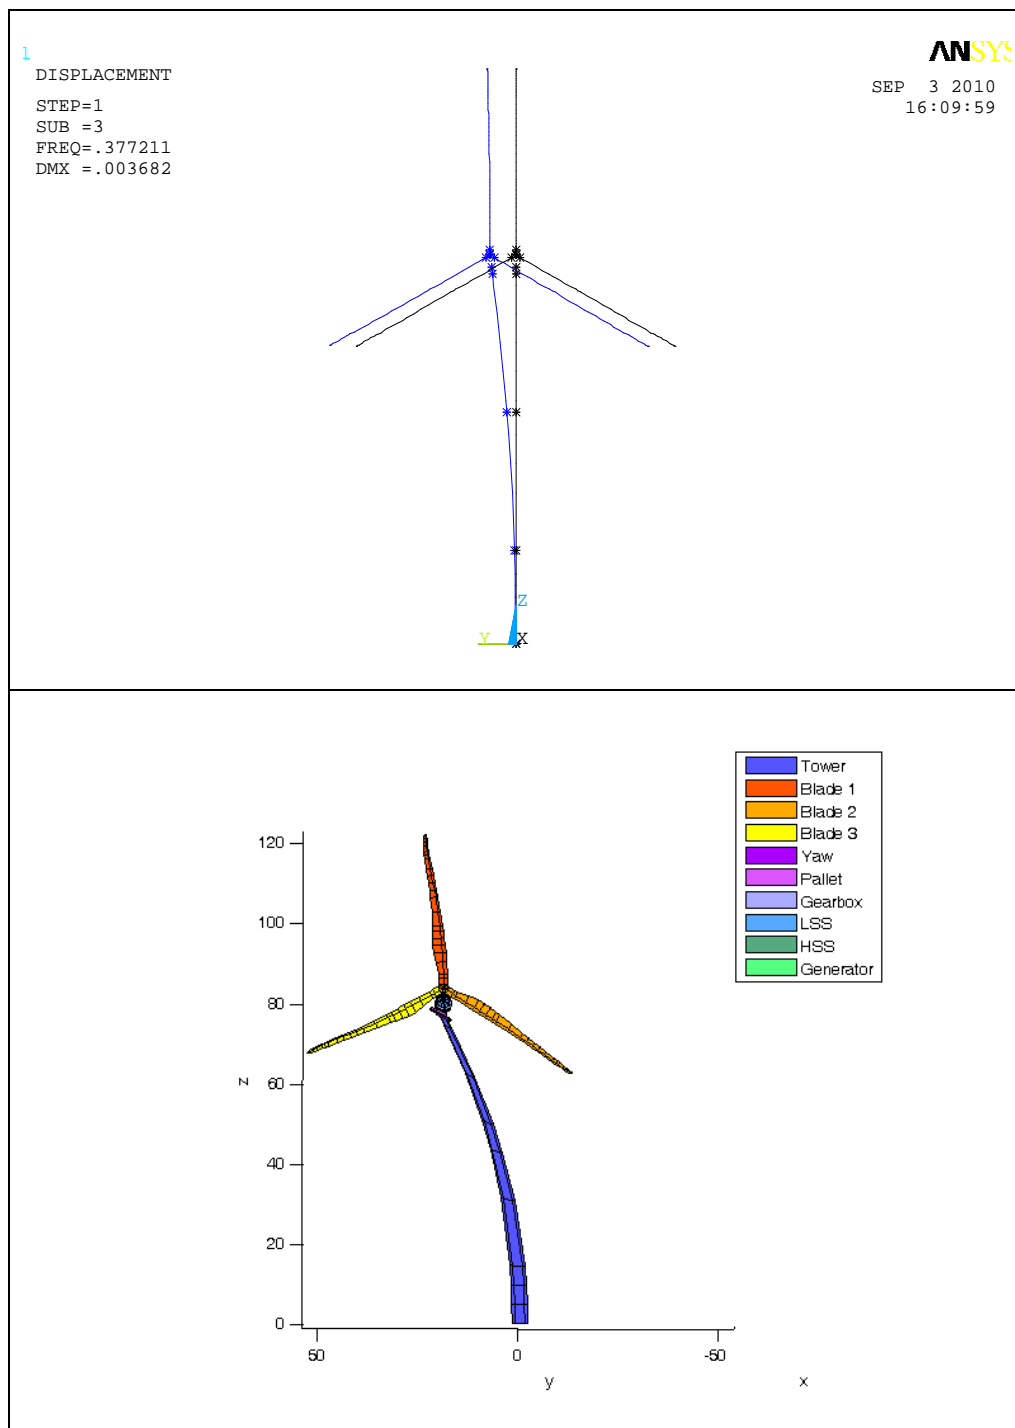 1
ANSYS
DISPLACEMENT
STEP=1
SUB =3
FREQ=.377211
DMX =.003682
SEP 3 2010
16:09:59
Z
Y
X
Tower
Blade 1
Blade 2
Blade 3
Yaw
Pallet
Gearbox
LSS
HSS
Generator
120
100
80
60
40
20
0
z
50
0
-50
y
x